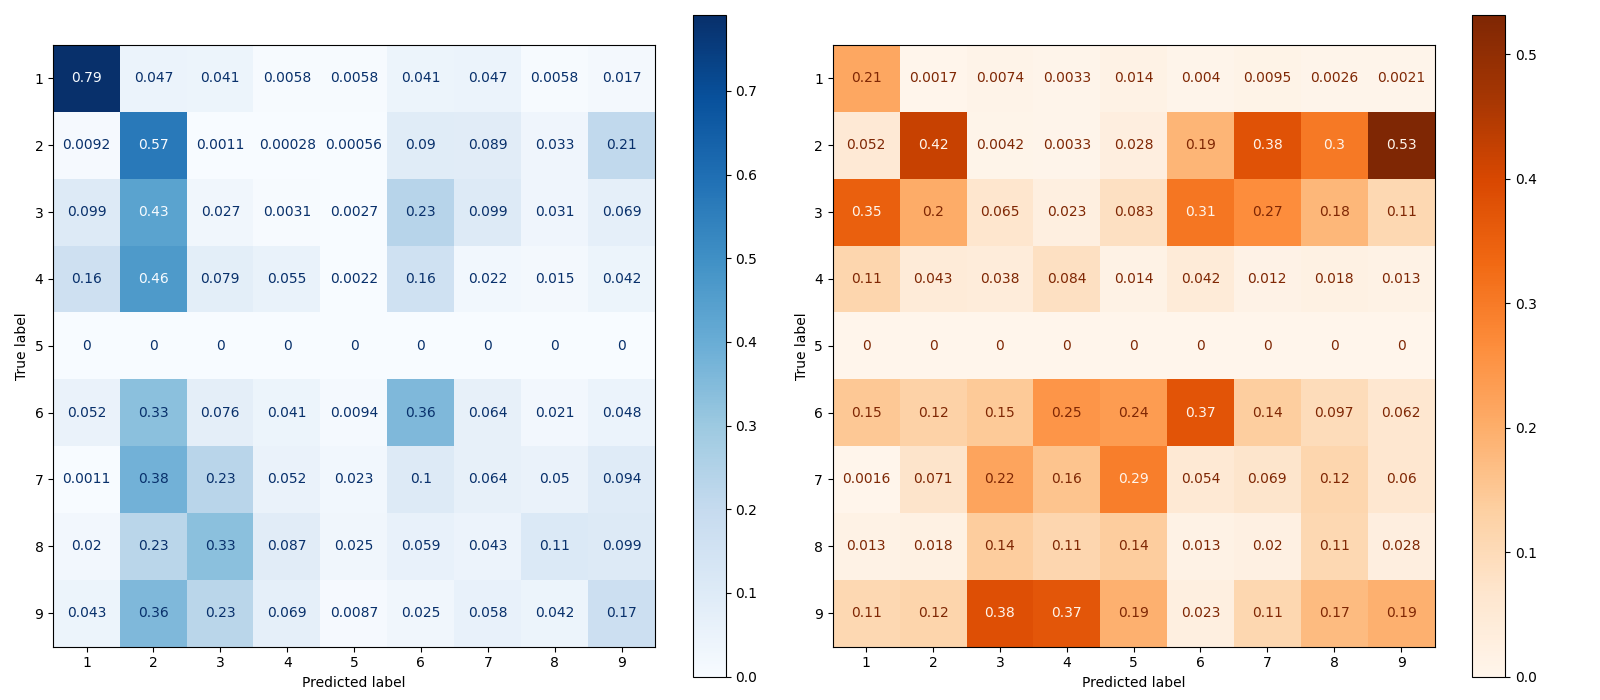 1 0.79 0.047 0.041 0.0058 0.0058 0.041 0.047 0.0058 0.017
2 0.0092 0.57 0.0011 0.00028 0.00056 0.09 0.089 0.033 0.21
3 0.099 0.43 0.027 0.0031 0.0027 0.23 0.099 0.031 0.069
4 0.16 0.46 0.079 0.055 0.0022 0.16 0.022 0.015 0.042
5 0 0 0 0 0 0 0 0 0
6 0.052 0.33 0.076 0.041 0.0094 0.36 0.064 0.021 0.048
7 0.0011 0.38 0.23 0.052 0.023 0.1 0.064 0.05 0.094
8 0.02 0.23 0.33 0.087 0.025 0.059 0.043 0.11 0.099
9 0.043 0.36 0.23 0.069 0.0087 0.025 0.058 0.042 0.17
1 2 3 4 5 6 7 8 9
True label
Predicted label
0.7
0.6
0.5
0.4
0.3
0.2
0.1
0.0
1 0.21 0.0017 0.0074 0.0033 0.014 0.004 0.0095 0.0026 0.0021
2 0.052 0.42 0.0042 0.0033 0.028 0.19 0.38 0.3 0.53
3 0.35 0.2 0.065 0.023 0.083 0.31 0.27 0.18 0.11
4 0.11 0.043 0.038 0.084 0.014 0.042 0.012 0.018 0.013
5 0 0 0 0 0 0 0 0 0
6 0.15 0.12 0.15 0.25 0.24 0.37 0.14 0.097 0.062
7 0.0016 0.071 0.22 0.16 0.29 0.054 0.069 0.12 0.06
8 0.013 0.018 0.14 0.11 0.14 0.013 0.02 0.11 0.028
9 0.11 0.12 0.38 0.37 0.19 0.023 0.11 0.17 0.19
1 2 3 4 5 6 7 8 9
True label
Predicted label
0.5
0.4
0.3
0.2
0.1
0.0